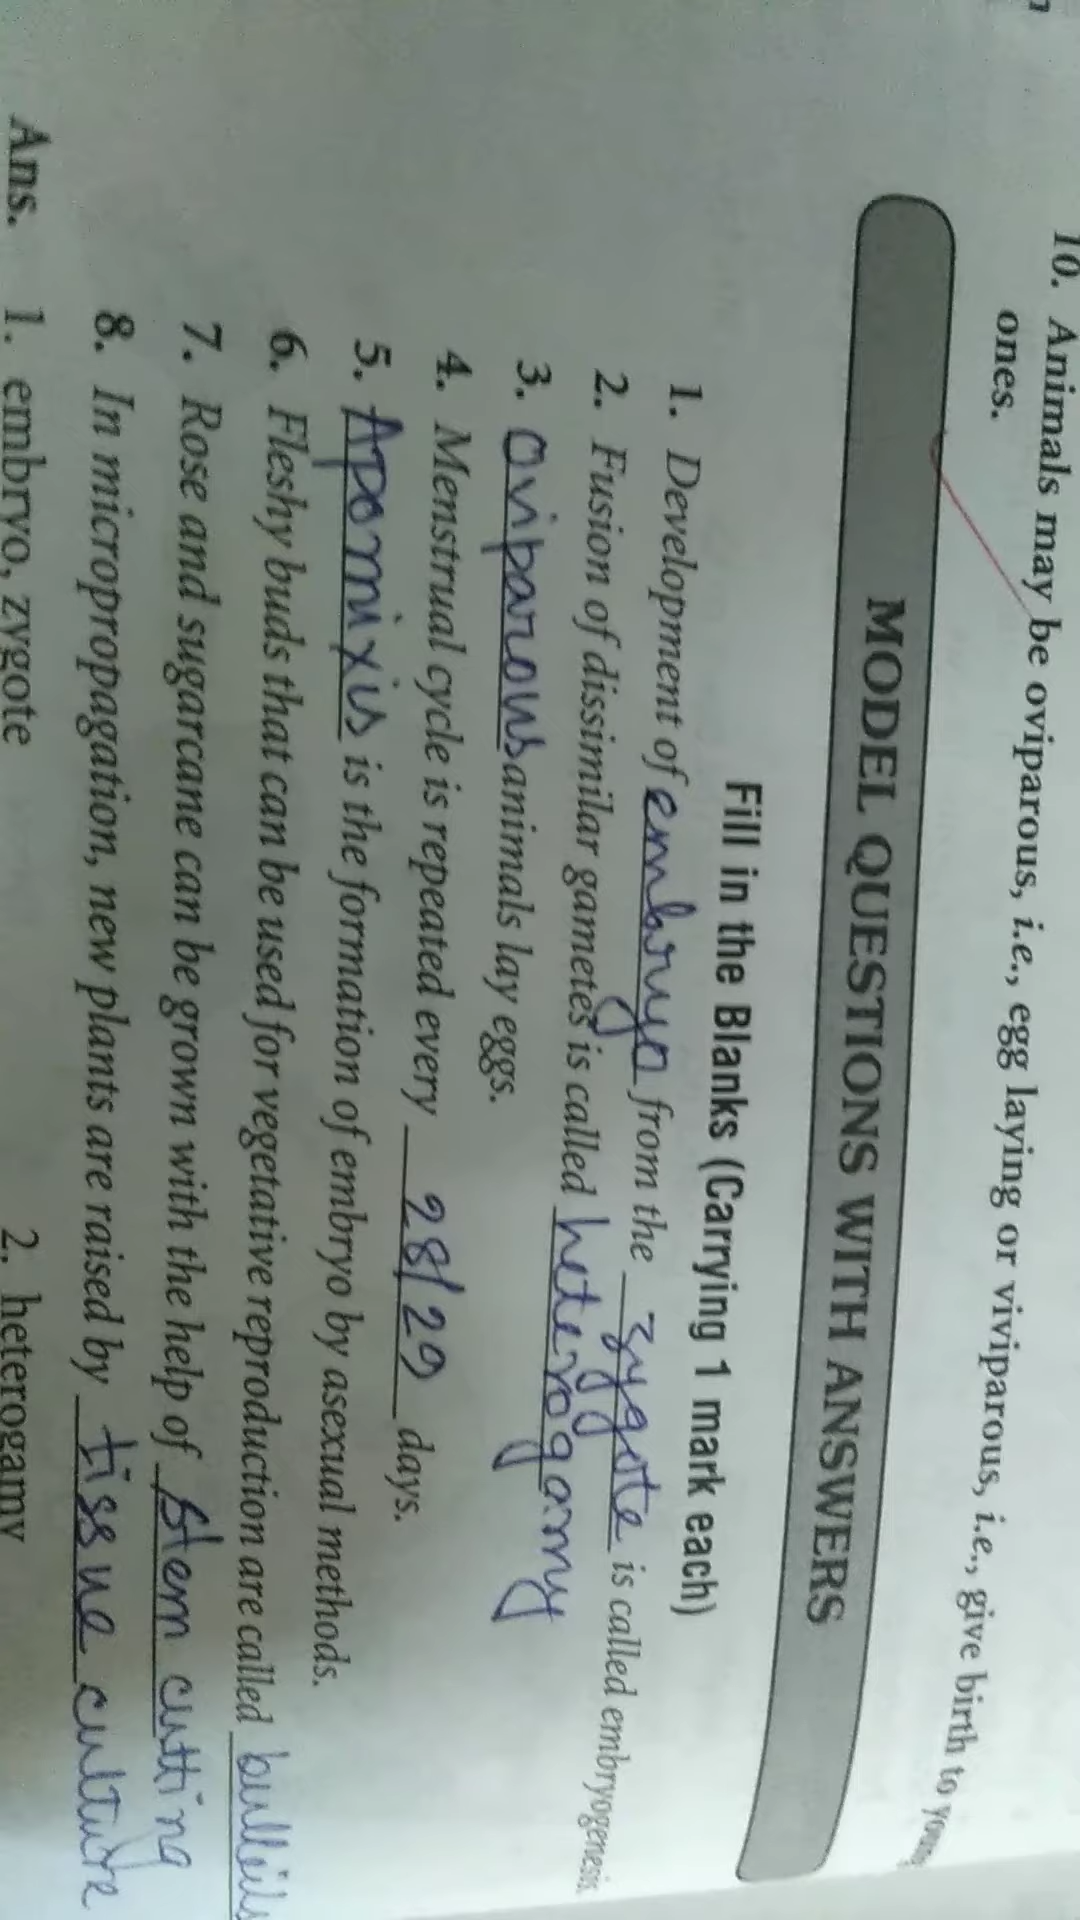 10. Animals may be oviparous, i.e., egg laying or viviparous, i.e., give birth to young
ones.
MODEL QUESTIONS WITH ANSWERS
Fill in the Blanks (Carrying 1 mark each)
1. Development of embryo from the zygote is called embryogenesis.
2. Fusion of dissimilar gametes is called heterogamy
3. Oviparous animals lay eggs.
4. Menstrual cycle is repeated every 28/29 days.
5. Apomixis is the formation of embryo by asexual methods.
6. Fleshy buds that can be used for vegetative reproduction are called
7. Rose and sugarcane can be grown with the help of stem cutting
8. In micropropagation, new plants are raised by tissue culture
Ans. 1. embryo, zygote 2. heterogamy